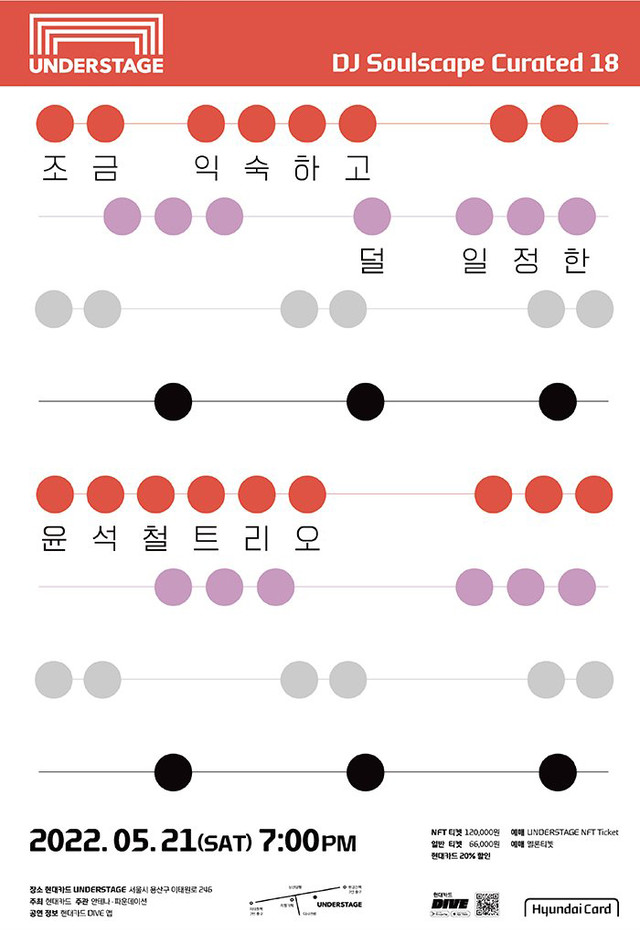 UNDERSTAGE
DJ Soulscape Curated 18
조금 익숙하고
덜 일정한
윤석철트리오
2022. 05. 21(SAT) 7:00PM
NFT 티켓 120,000원 예매 UNDERSTAGE NFT Ticket
일반 티켓 66,000원 예매 멜론티켓
현대카드 20% 할인
장소 현대카드 UNDERSTAGE 서울시 용산구 이태원로 246
주최 현대카드 주관 안테나·파운데이션
공연 정보 현대카드 DIVE 앱
UNDERSTAGE
현대카드
DIVE
HyundaiCard